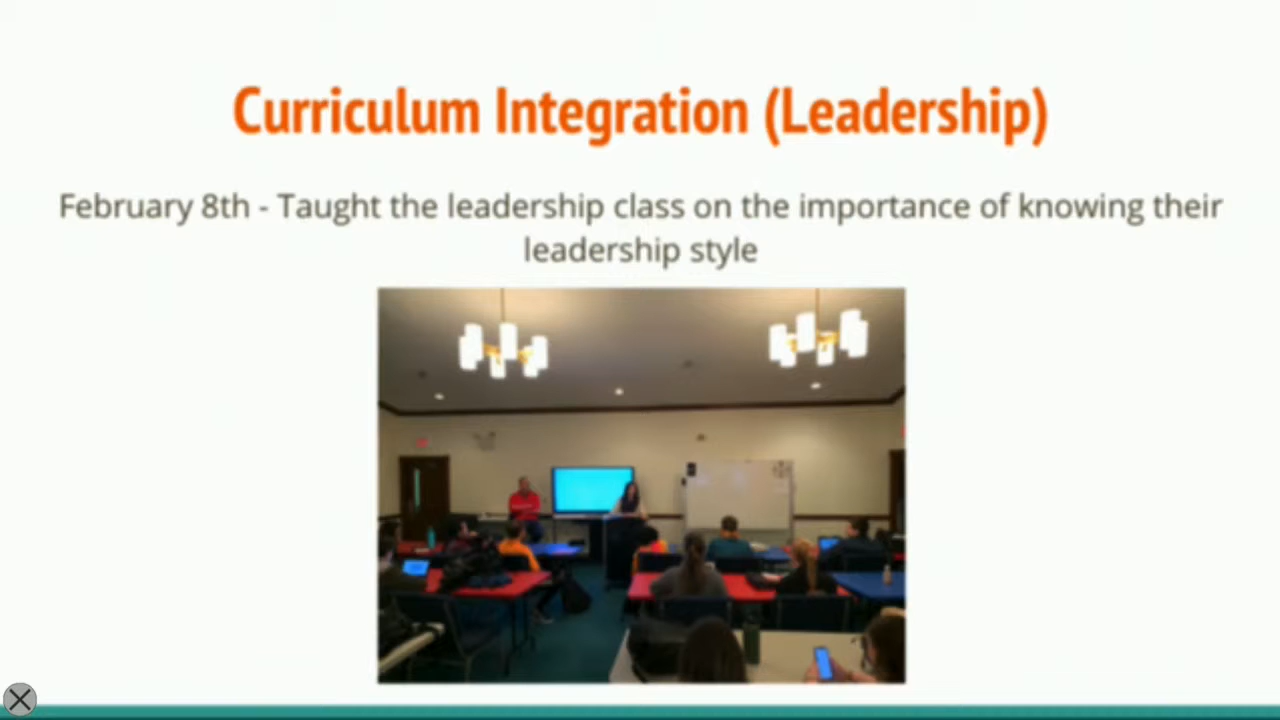 Curriculum Integration (Leadership)
February 8th - Taught the leadership class on the importance of knowing their
leadership style